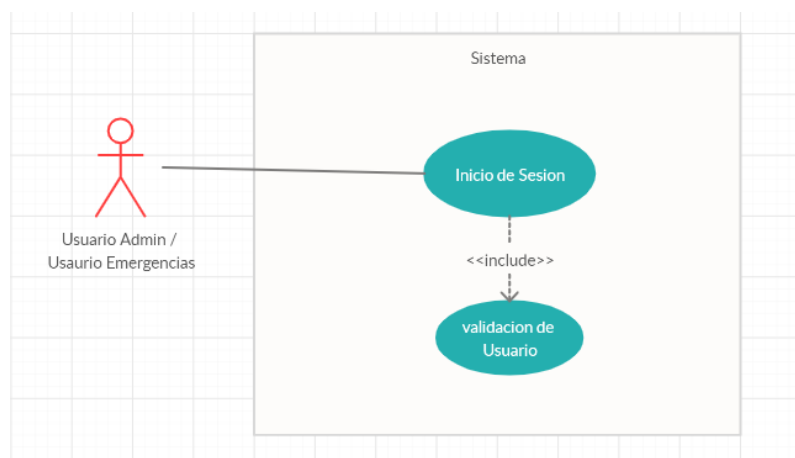 Sistema
Inicio de Sesion
Usuario Admin /
Usaurio Emergencias
<<include>>
validacion de
Usuario